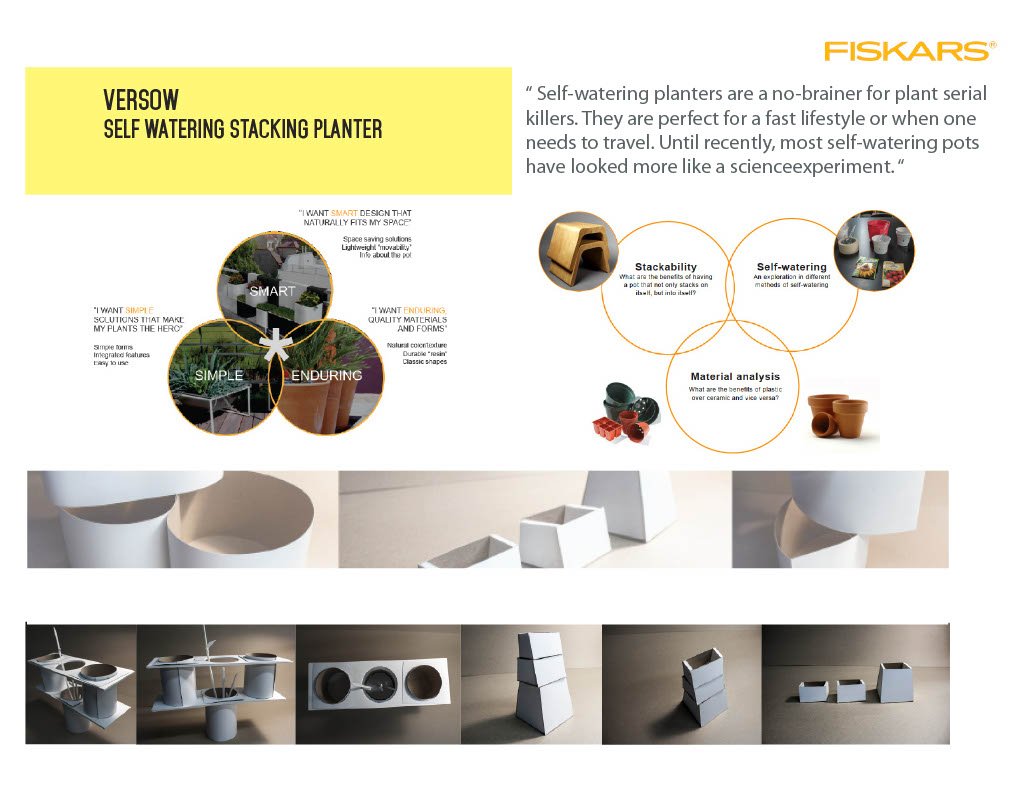 FISKARS®
VERSOW
SELF WATERING STACKING PLANTER
“ Self-watering planters are a no-brainer for plant serial
killers. They are perfect for a fast lifestyle or when one
needs to travel. Until recently, most self-watering pots
have looked more like a scienceexperiment. “
"I WANT SMART DESIGN THAT
NATURALLY FITS MY SPACE"
Space saving solutions
Lightweight "movability"
Info about the pot
SMART
"I WANT SIMPLE
SOLUTIONS THAT MAKE
MY PLANTS THE HERO"
Simple forms
Integrated features
Easy to use
"I WANT ENDURING,
QUALITY MATERIALS
AND FORMS"
Natural color/texture
Durable "resin"
Classic shapes
*
SIMPLE
ENDURING
Stackability
What are the benefits of having
a pot that not only stacks on
itself, but into itself?
Self-watering
An exploration in different
methods of self-watering
Material analysis
What are the benefits of plastic
over ceramic and vice versa?